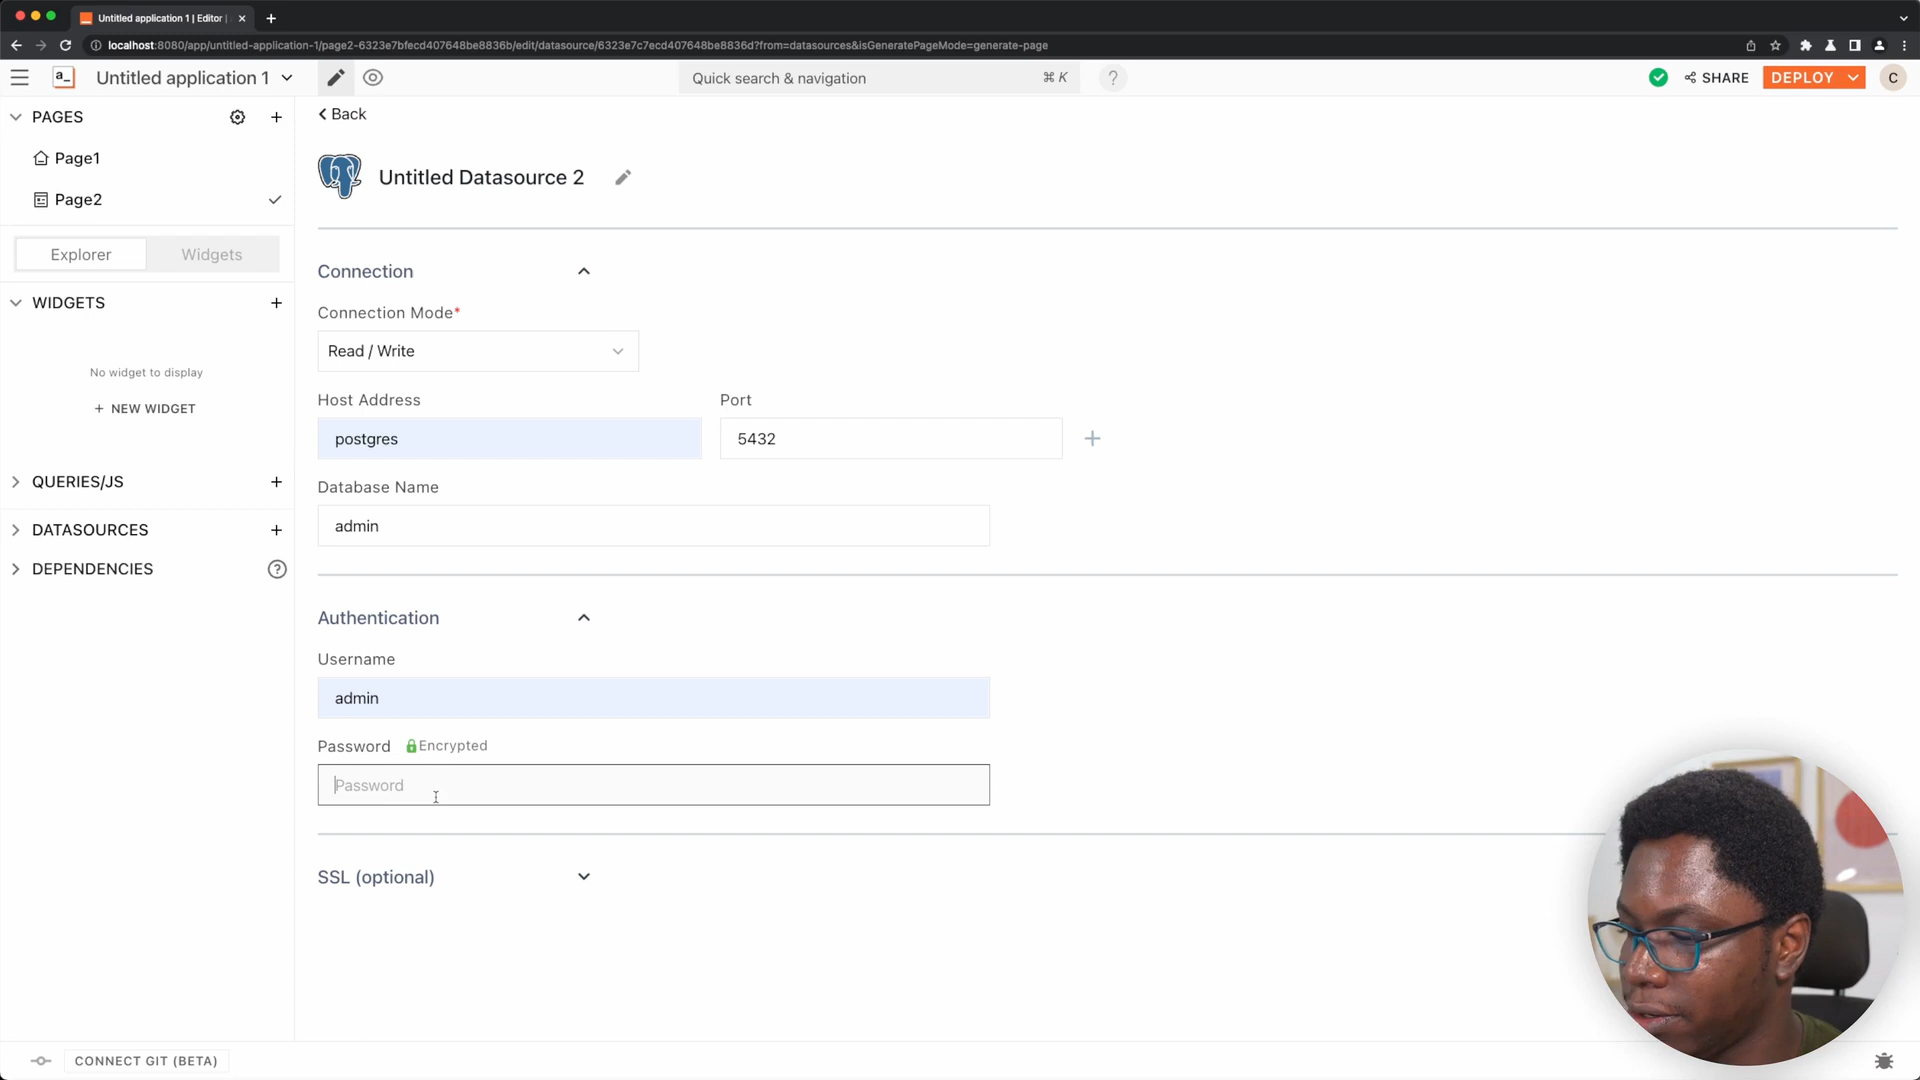 Untitled application 1 | Editor |
localhost:8080/app/untitled-application-1/page2-6323e7bfecd407648be8836b/edit/datasource/6323e7c7ecd407648be8836d?from=datasources&isGeneratePageMode=generate-page
a_
Untitled application 1
Quick search & navigation
⌘ K
?
SHARE
DEPLOY
C
PAGES
Page1
Page2
Explorer
Widgets
WIDGETS
No widget to display
+ NEW WIDGET
QUERIES/JS
DATASOURCES
DEPENDENCIES
?
Back
Untitled Datasource 2
Connection
Connection Mode*
Read / Write
Host Address
Port
postgres
5432
Database Name
admin
Authentication
Username
admin
Password
Encrypted
Password
SSL (optional)
CONNECT GIT (BETA)